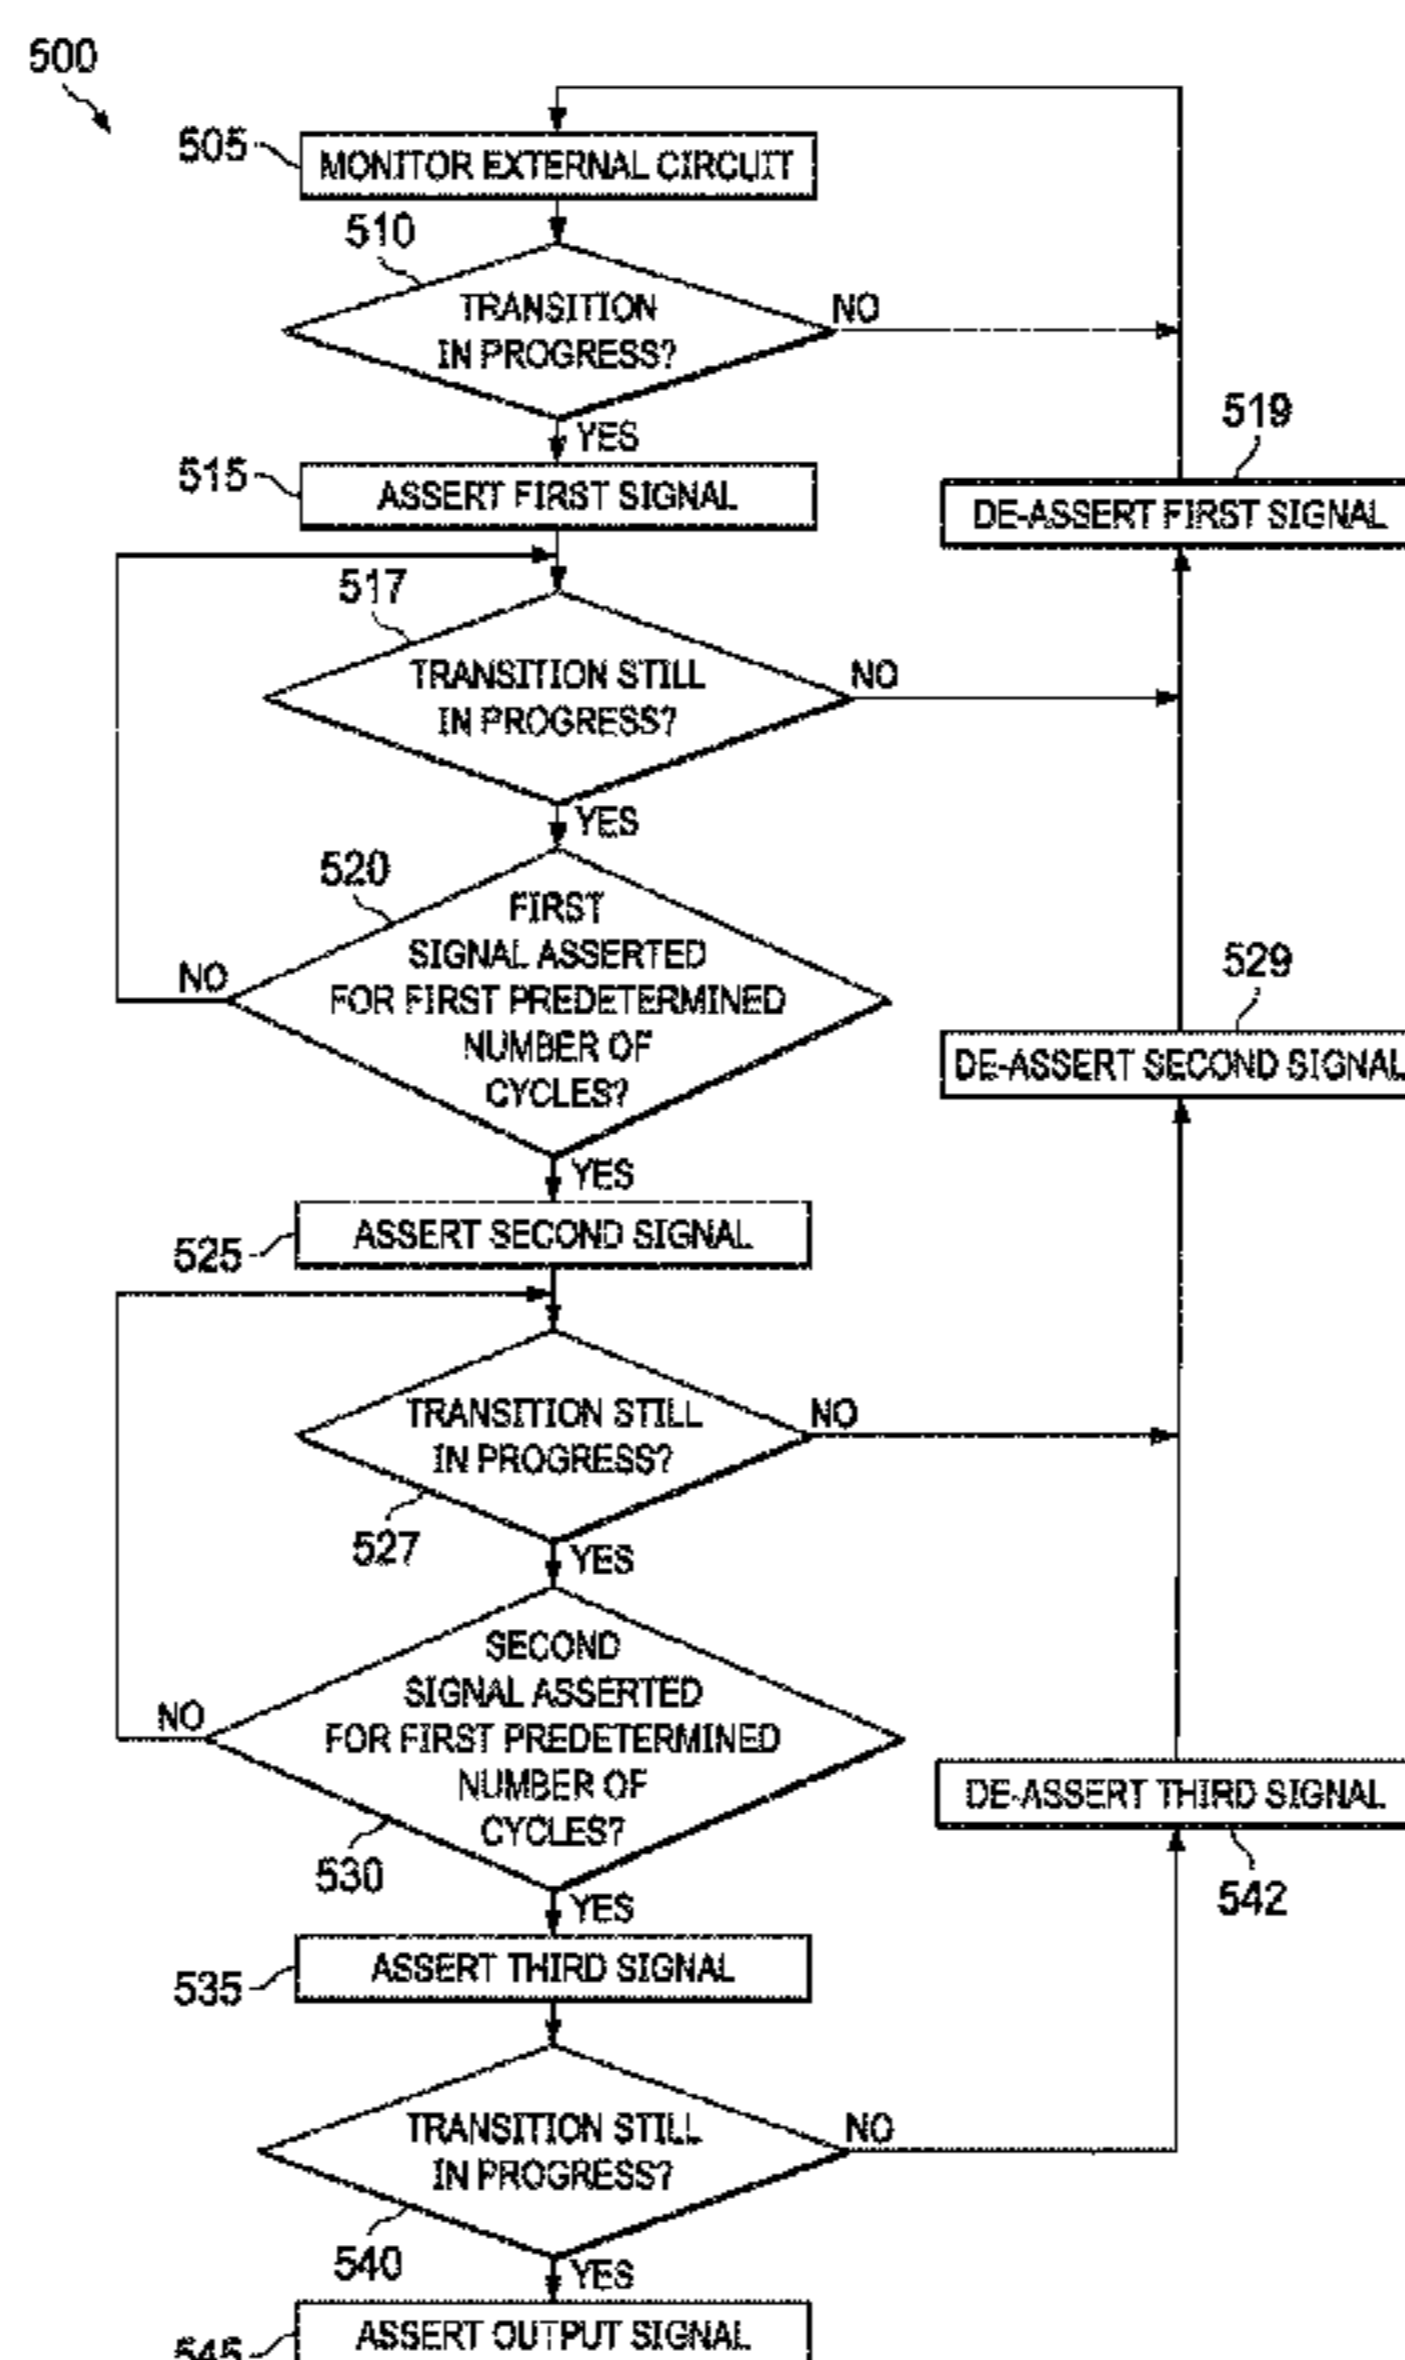 500
505
MONITOR EXTERNAL CIRCUIT
510
TRANSITION
IN PROGRESS?
NO
YES
515
ASSERT FIRST SIGNAL
519
DE-ASSERT FIRST SIGNAL
517
TRANSITION STILL
IN PROGRESS?
NO
YES
520
FIRST
SIGNAL ASSERTED
FOR FIRST PREDETERMINED
NUMBER OF
CYCLES?
NO
YES
529
DE-ASSERT SECOND SIGNAL
525
ASSERT SECOND SIGNAL
TRANSITION STILL
IN PROGRESS?
NO
527
YES
SECOND
SIGNAL ASSERTED
FOR FIRST PREDETERMINED
NUMBER OF
CYCLES?
NO
530
YES
DE-ASSERT THIRD SIGNAL
542
535
ASSERT THIRD SIGNAL
TRANSITION STILL
IN PROGRESS?
NO
540
YES
545
ASSERT OUTPUT SIGNAL